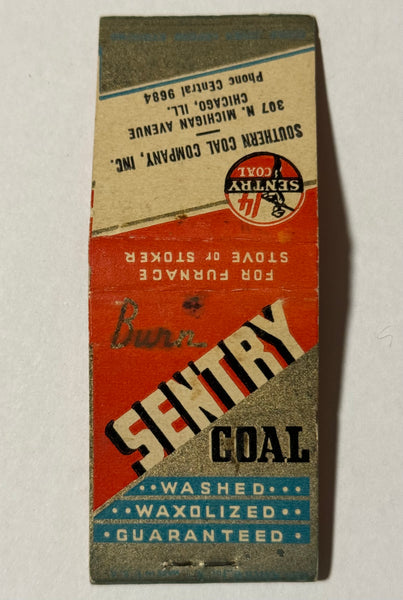 Burn
SENTRY
COAL
··WASHED···
··WAXOLIZED··
·GUARANTEED·
FOR FURNACE
STOVE or STOKER
14
SENTRY
COAL
SOUTHERN COAL COMPANY, INC.
307 N. MICHIGAN AVENUE
CHICAGO, ILL.
Phone CEntral 9684